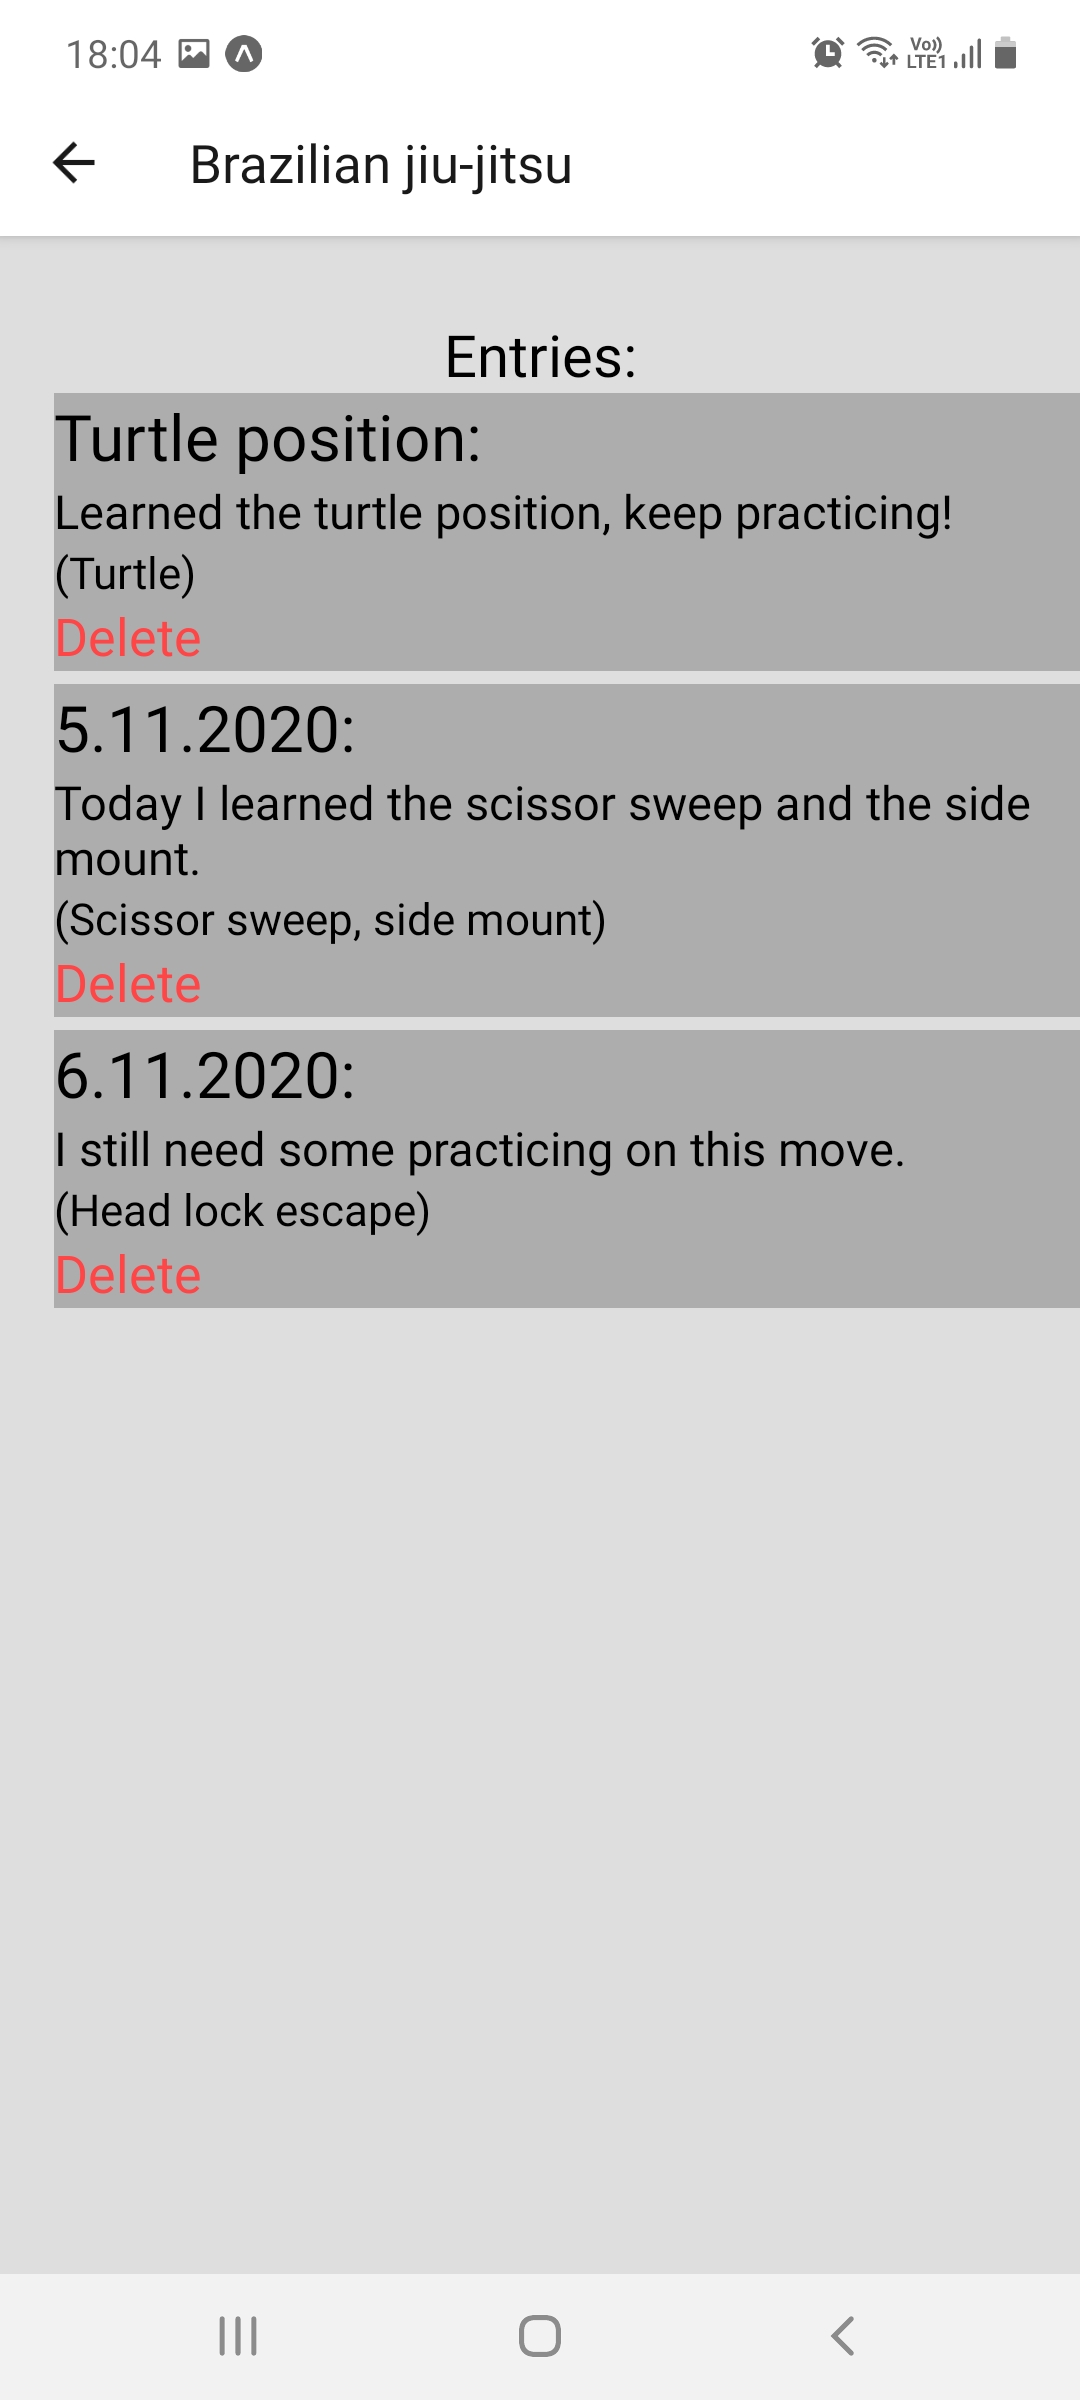 18:04
Vo))
LTE1
Brazilian jiu-jitsu
Entries:
Turtle position:
Learned the turtle position, keep practicing!
(Turtle)
Delete
5.11.2020:
Today I learned the scissor sweep and the side
mount.
(Scissor sweep, side mount)
Delete
6.11.2020:
I still need some practicing on this move.
(Head lock escape)
Delete